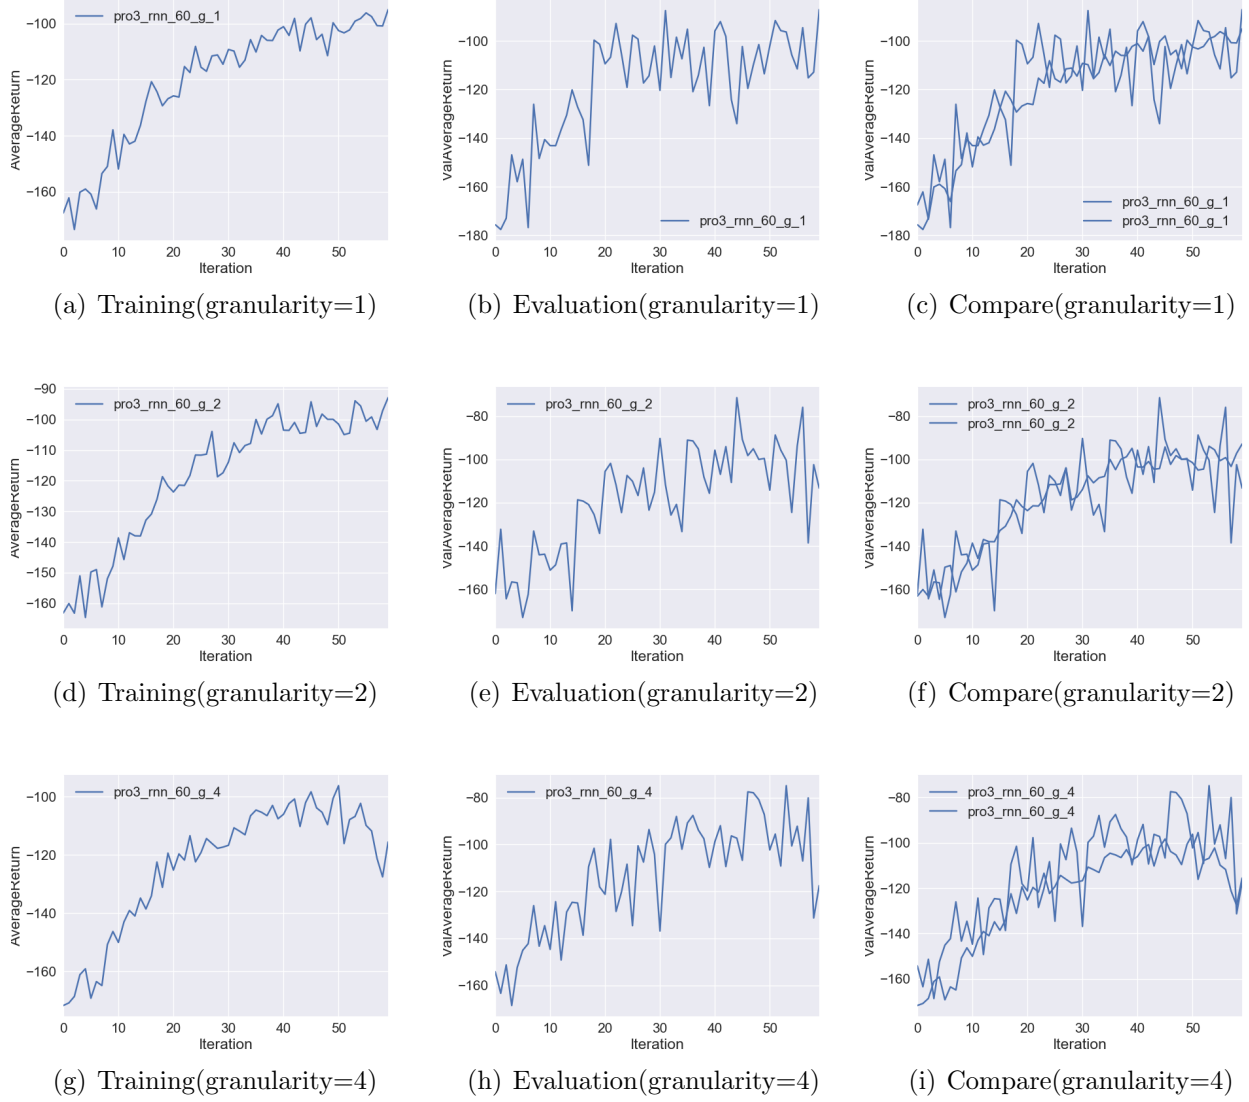 pro3_rnn_60_g_1
−100
−120
−140
−160
AverageReturn
0 10 20 30 40 50
Iteration
(a) Training(granularity=1)
−100
−120
−140
−160
−180
ValAverageReturn
pro3_rnn_60_g_1
0 10 20 30 40 50
Iteration
(b) Evaluation(granularity=1)
−100
−120
−140
−160
−180
ValAverageReturn
pro3_rnn_60_g_1
pro3_rnn_60_g_1
0 10 20 30 40 50
Iteration
(c) Compare(granularity=1)
−90
−100
−110
−120
−130
−140
−150
−160
AverageReturn
pro3_rnn_60_g_2
0 10 20 30 40 50
Iteration
(d) Training(granularity=2)
−80
−100
−120
−140
−160
ValAverageReturn
pro3_rnn_60_g_2
0 10 20 30 40 50
Iteration
(e) Evaluation(granularity=2)
−80
−100
−120
−140
−160
ValAverageReturn
pro3_rnn_60_g_2
pro3_rnn_60_g_2
0 10 20 30 40 50
Iteration
(f) Compare(granularity=2)
−100
−120
−140
−160
AverageReturn
pro3_rnn_60_g_4
0 10 20 30 40 50
Iteration
(g) Training(granularity=4)
−80
−100
−120
−140
−160
ValAverageReturn
pro3_rnn_60_g_4
0 10 20 30 40 50
Iteration
(h) Evaluation(granularity=4)
−80
−100
−120
−140
−160
ValAverageReturn
pro3_rnn_60_g_4
pro3_rnn_60_g_4
0 10 20 30 40 50
Iteration
(i) Compare(granularity=4)